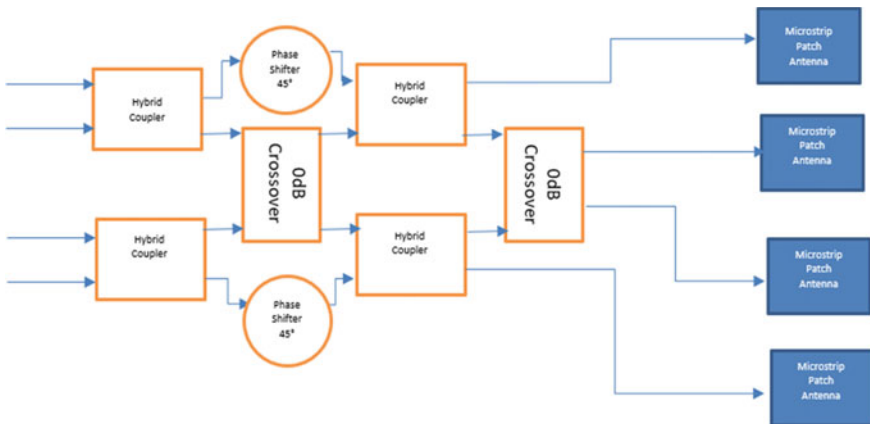 Phase
Shifter
45°
Hybrid
Coupler
Hybrid
Coupler
0dB
Crossover
0dB
Crossover
Hybrid
Coupler
Hybrid
Coupler
Phase
Shifter
45°
Microstrip
Patch
Antenna
Microstrip
Patch
Antenna
Microstrip
Patch
Antenna
Microstrip
Patch
Antenna